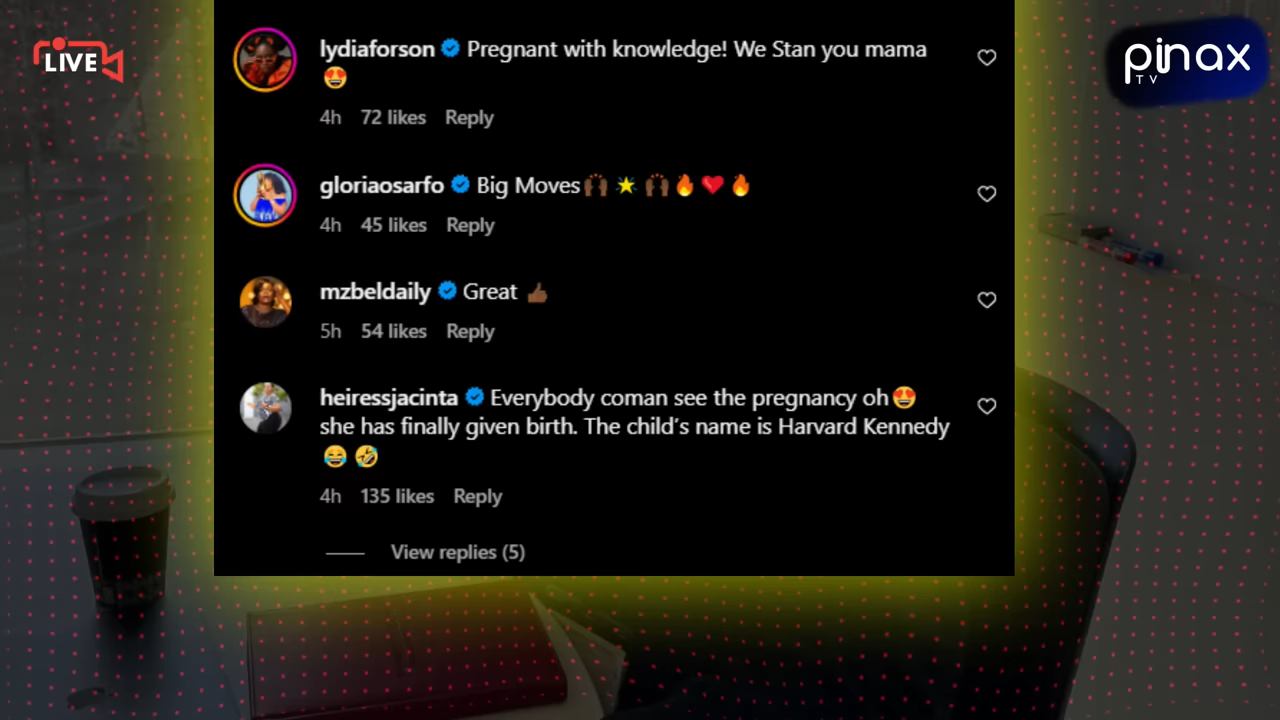 LIVE
pinax
TV
lydiaforson Pregnant with knowledge! We Stan you mama
😍
4h 72 likes Reply
gloriaosarfo Big Moves🙌🏾🌟🙌🏾🔥❤️🔥
4h 45 likes Reply
mzbeldaily Great 👍🏾
5h 54 likes Reply
heiressjacinta Everybody coman see the pregnancy oh😍
she has finally given birth. The child’s name is Harvard Kennedy
😂🤣
4h 135 likes Reply
View replies (5)